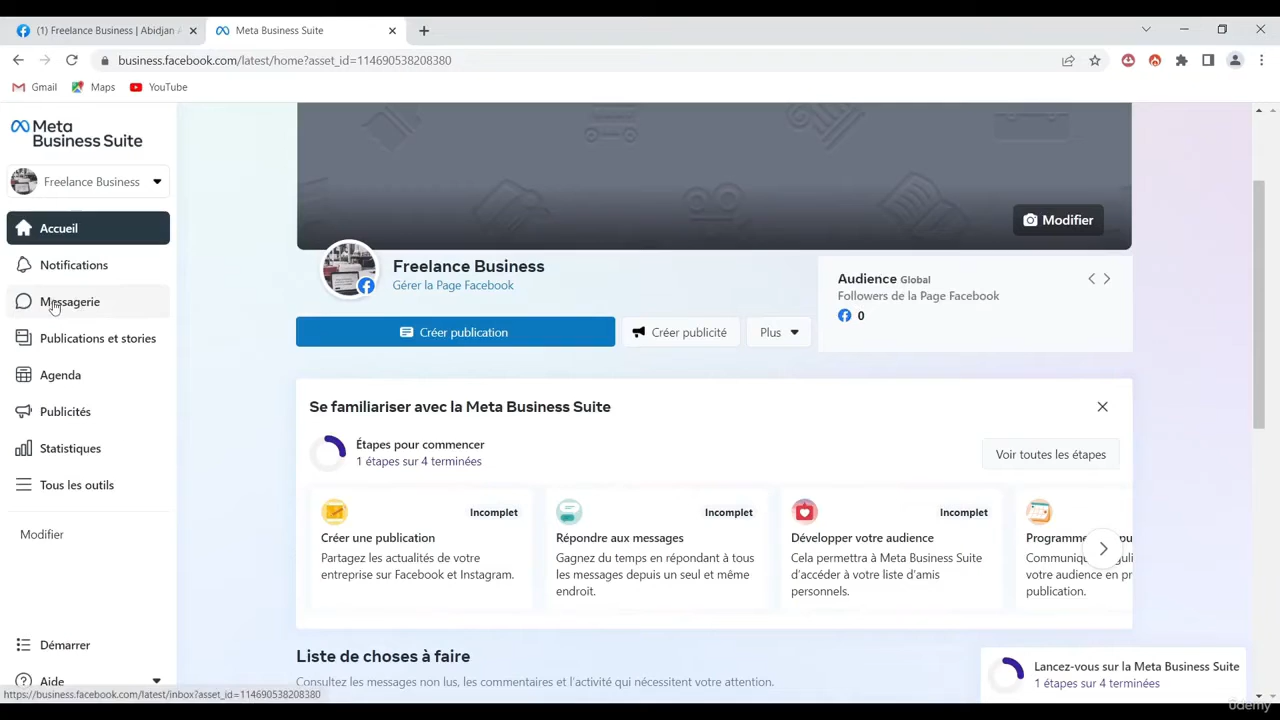 (1) Freelance Business | Abidjan
Meta Business Suite
business.facebook.com/latest/home?asset_id=114690538208380
Gmail
Maps
YouTube
Meta
Business Suite
Freelance Business
Accueil
Notifications
Messagerie
Publications et stories
Agenda
Publicités
Statistiques
Tous les outils
Modifier
Démarrer
Aide
https://business.facebook.com/latest/inbox?asset_id=114690538208380
Modifier
Freelance Business
Gérer la Page Facebook
Audience Global
Followers de la Page Facebook
0
Créer publication
Créer publicité
Plus
Se familiariser avec la Meta Business Suite
Étapes pour commencer
1 étapes sur 4 terminées
Voir toutes les étapes
Incomplet
Créer une publication
Partagez les actualités de votre
entreprise sur Facebook et Instagram.
Incomplet
Répondre aux messages
Gagnez du temps en répondant à tous
les messages depuis un seul et même
endroit.
Incomplet
Développer votre audience
Cela permettra à Meta Business Suite
d'accéder à votre liste d'amis
personnels.
votre audience en
publication.
Liste de choses à faire
Consultez les messages non lus, les commentaires et l'activité qui nécessitent votre attention.
Lancez-vous sur la Meta Business Suite
1 étapes sur 4 terminées
ûdemy